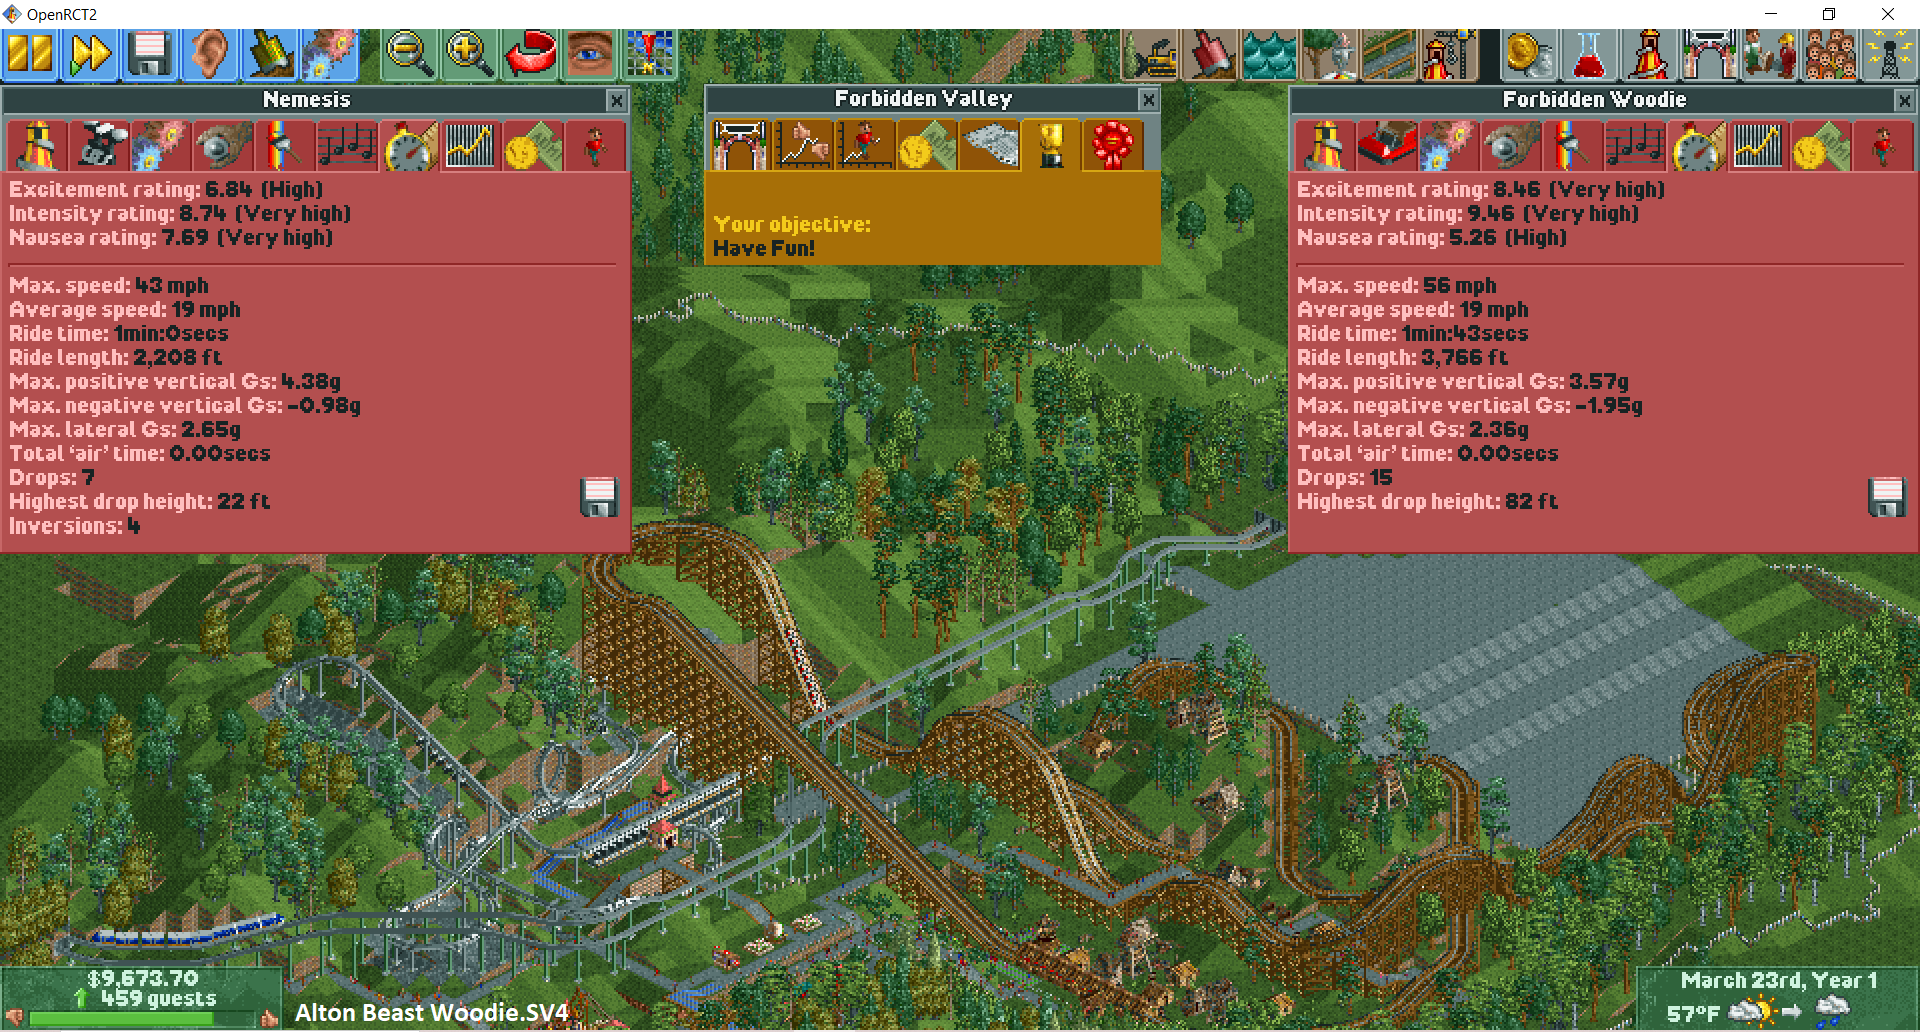 OpenRCT2
Nemesis
Excitement rating: 6.84 (High)
Intensity rating: 8.74 (Very high)
Nausea rating: 7.69 (Very high)
Max. speed: 43 mph
Average speed: 19 mph
Ride time: 1min:0secs
Ride length: 2,208 ft
Max. positive vertical Gs: 4.38g
Max. negative vertical Gs: -0.98g
Max. lateral Gs: 2.65g
Total ‘air’ time: 0.00secs
Drops: 7
Highest drop height: 22 ft
Inversions: 4
Forbidden Valley
Your objective:
Have Fun!
Forbidden Woodie
Excitement rating: 8.46 (Very high)
Intensity rating: 9.46 (Very high)
Nausea rating: 5.26 (High)
Max. speed: 56 mph
Average speed: 19 mph
Ride time: 1min:43secs
Ride length: 3,766 ft
Max. positive vertical Gs: 3.57g
Max. negative vertical Gs: -1.95g
Max. lateral Gs: 2.36g
Total ‘air’ time: 0.00secs
Drops: 15
Highest drop height: 82 ft
$9,673.70
459 guests
Alton Beast Woodie.SV4
March 23rd, Year 1
57°F